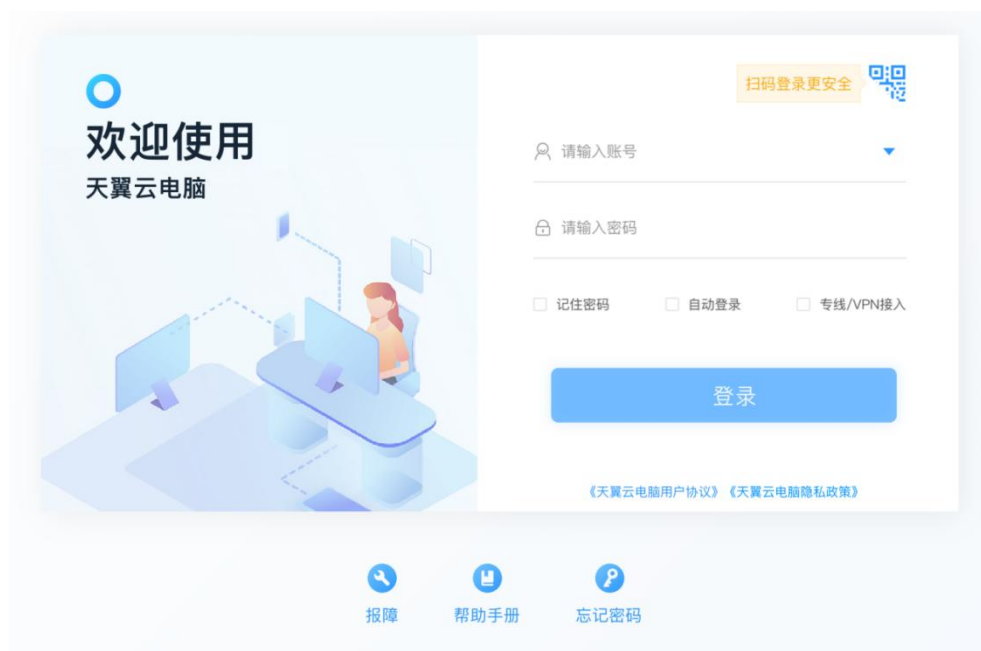 欢迎使用
天翼云电脑
扫码登录更安全
请输入账号
请输入密码
记住密码 自动登录 专线/VPN接入
登录
《天翼云电脑用户协议》《天翼云电脑隐私政策》
报障 帮助手册 忘记密码